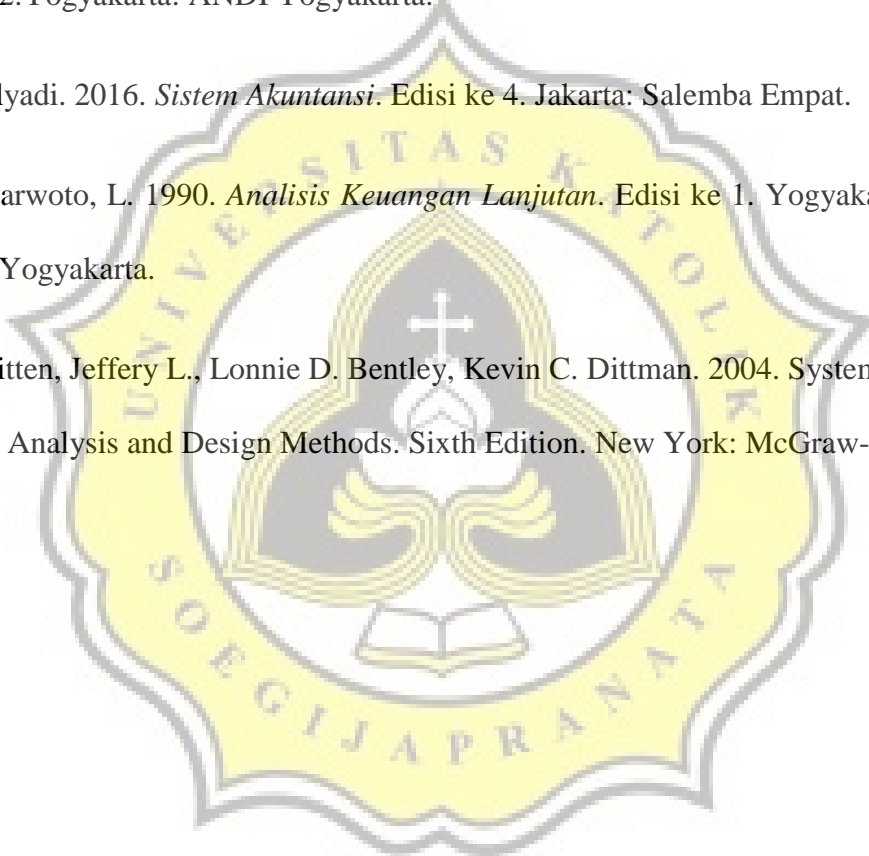 2.Yogyakarta: ANDI Yogyakarta.
lyadi. 2016. Sistem Akuntansi. Edisi ke 4. Jakarta: Salemba Empat.
arwoto, L. 1990. Analisis Keuangan Lanjutan. Edisi ke 1. Yogyaka
Yogyakarta.
itten, Jeffery L., Lonnie D. Bentley, Kevin C. Dittman. 2004. System
Analysis and Design Methods. Sixth Edition. New York: McGraw-
UNIVERSITAS KATOLIK
SOEGIJAPRANATA